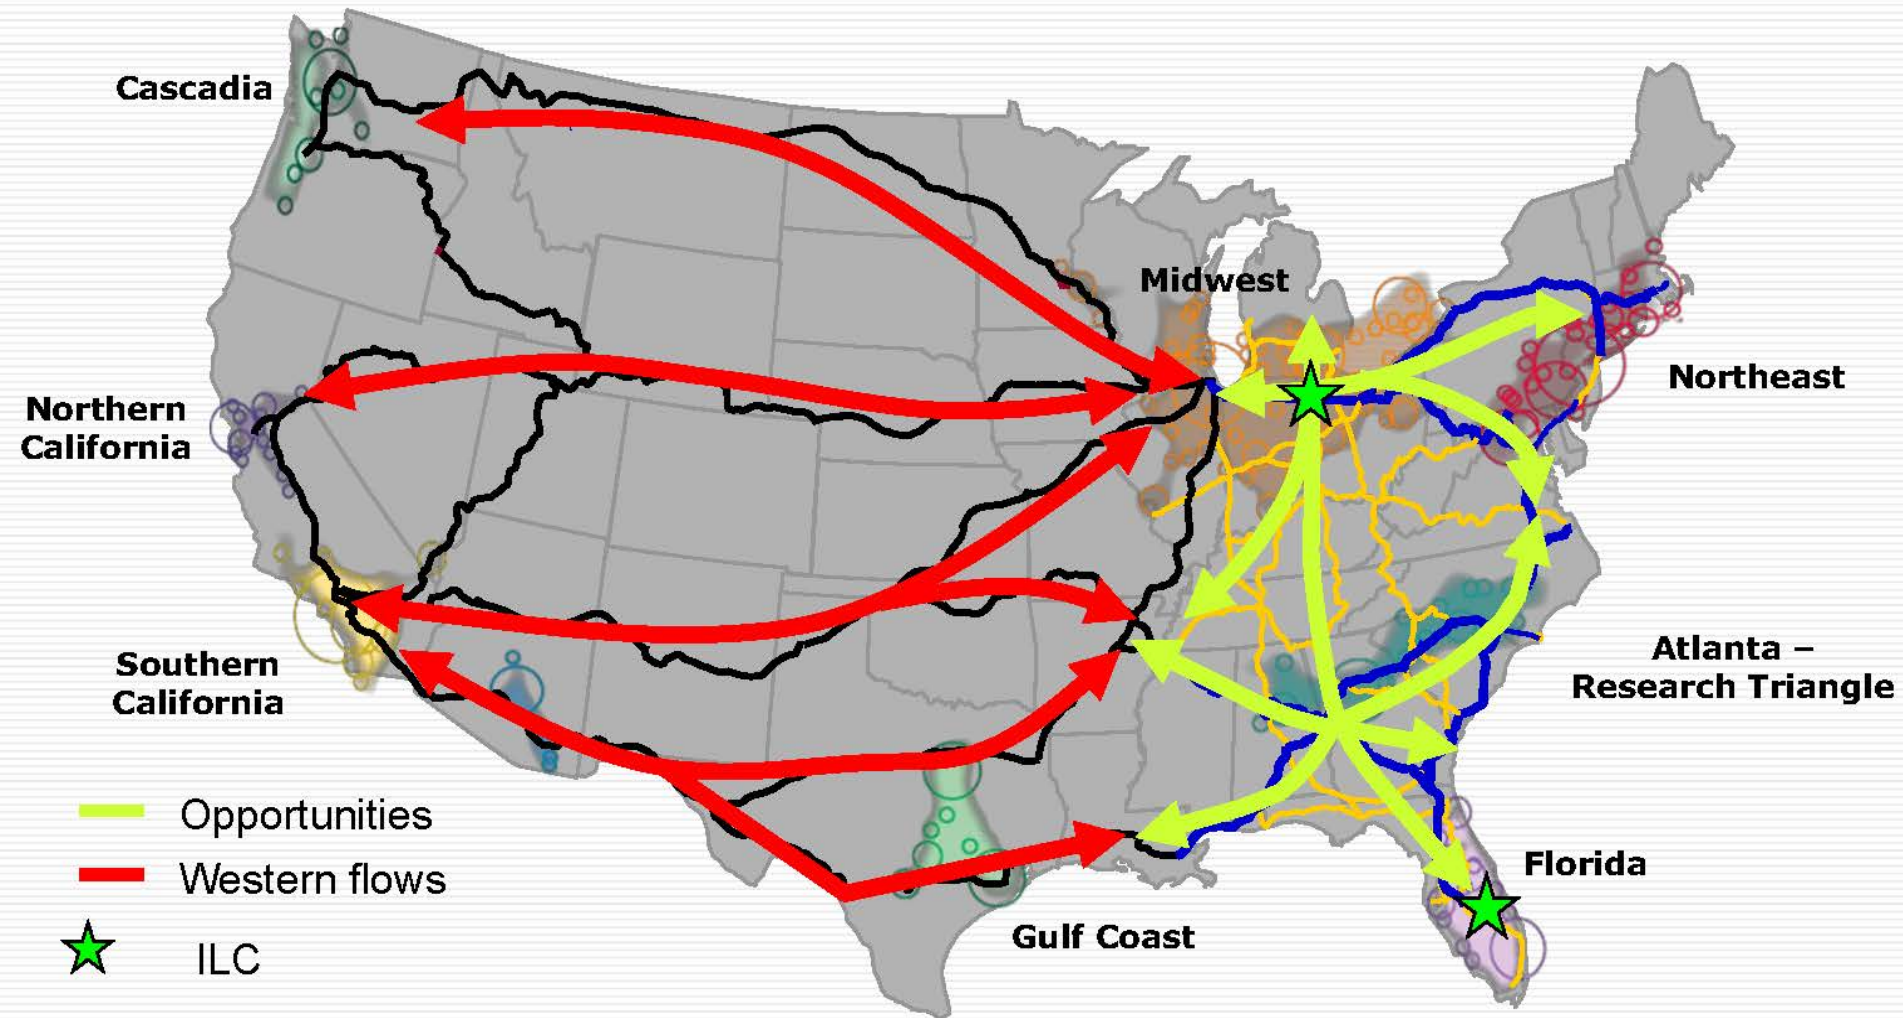 Cascadia
Midwest
Northeast
Northern
California
Southern
California
Atlanta –
Research Triangle
Opportunities
Western flows
ILC
Florida
Gulf Coast